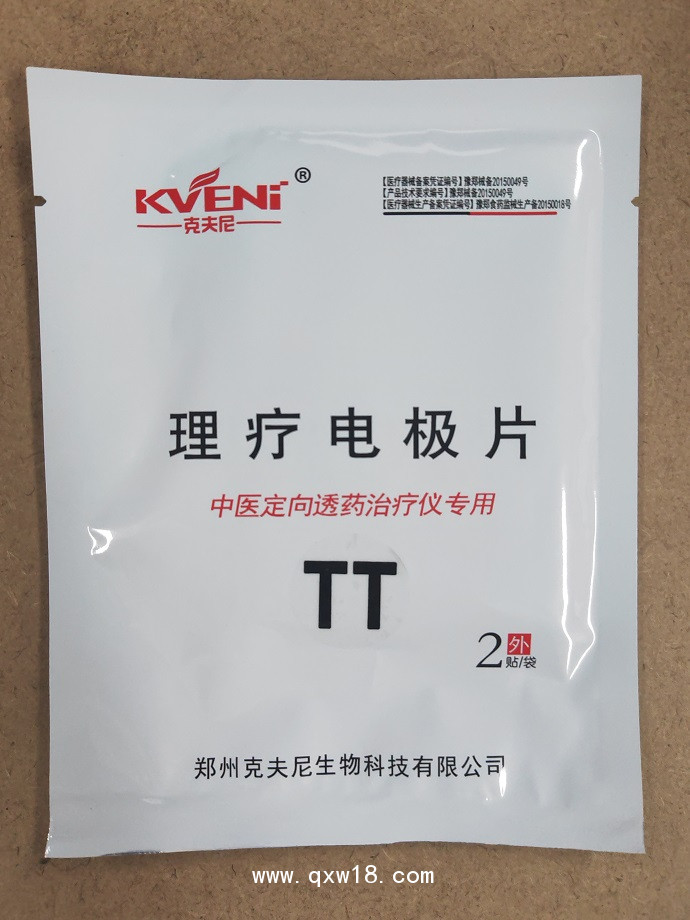 KVENI ®
克夫尼
【医疗器械备案凭证编号】豫郑械备20150049号
【产品技术要求编号】豫郑械备20150049号
【医疗器械生产备案凭证编号】豫郑食药监械生产备20150018号
理疗电极片
中医定向透药治疗仪专用
TT
2 外
贴/袋
郑州克夫尼生物科技有限公司
www.qxw18.com